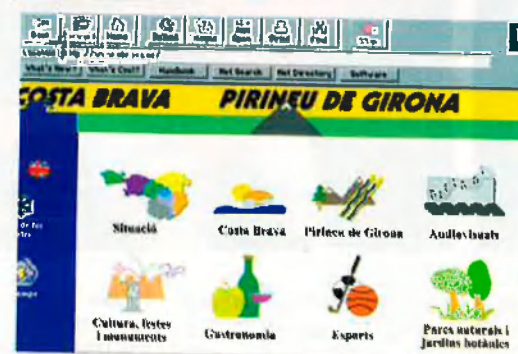 What's New?
What's Cool?
Handbook
Net Search
Net Directory
Software
COSTA BRAVA PIRINEU DE GIRONA
Situació
Costa Brava
Pirineu de Girona
Audiovisuals
Cultura, festes
i monuments
Gastronomia
Esports
Parcs naturals i
jardins botànics